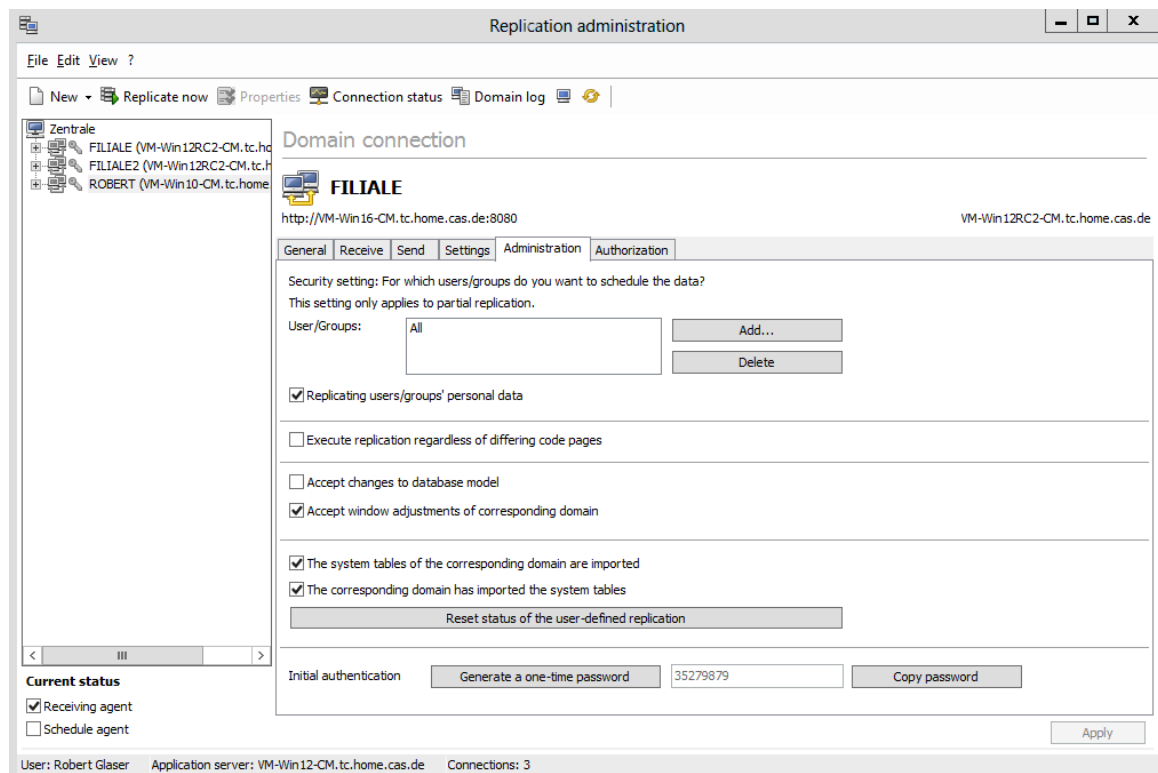 Replication administration
File Edit View ?
New Replicate now Properties Connection status Domain log
Zentrale
FILIALE (VM-Win12RC2-CM.tc.ho
FILIALE2 (VM-Win12RC2-CM.tc.h
ROBERT (VM-Win10-CM.tc.home
Domain connection
FILIALE
http://VM-Win16-CM.tc.home.cas.de:8080 VM-Win12RC2-CM.tc.home.cas.de
General Receive Send Settings Administration Authorization
Security setting: For which users/groups do you want to schedule the data?
This setting only applies to partial replication.
User/Groups: All Add...
Delete
Replicating users/groups' personal data
Execute replication regardless of differing code pages
Accept changes to database model
Accept window adjustments of corresponding domain
The system tables of the corresponding domain are imported
The corresponding domain has imported the system tables
Reset status of the user-defined replication
Initial authentication Generate a one-time password 35279879 Copy password
Current status
Receiving agent
Schedule agent
Apply
User: Robert Glaser Application server: VM-Win12-CM.tc.home.cas.de Connections: 3